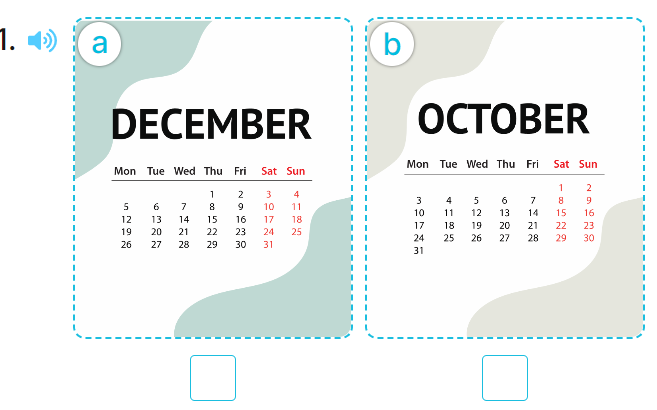 1.
a
DECEMBER
Mon Tue Wed Thu Fri Sat Sun
1 2 3 4
5 6 7 8 9 10 11
12 13 14 15 16 17 18
19 20 21 22 23 24 25
26 27 28 29 30 31
b
OCTOBER
Mon Tue Wed Thu Fri Sat Sun
1 2
3 4 5 6 7 8 9
10 11 12 13 14 15 16
17 18 19 20 21 22 23
24 25 26 27 28 29 30
31